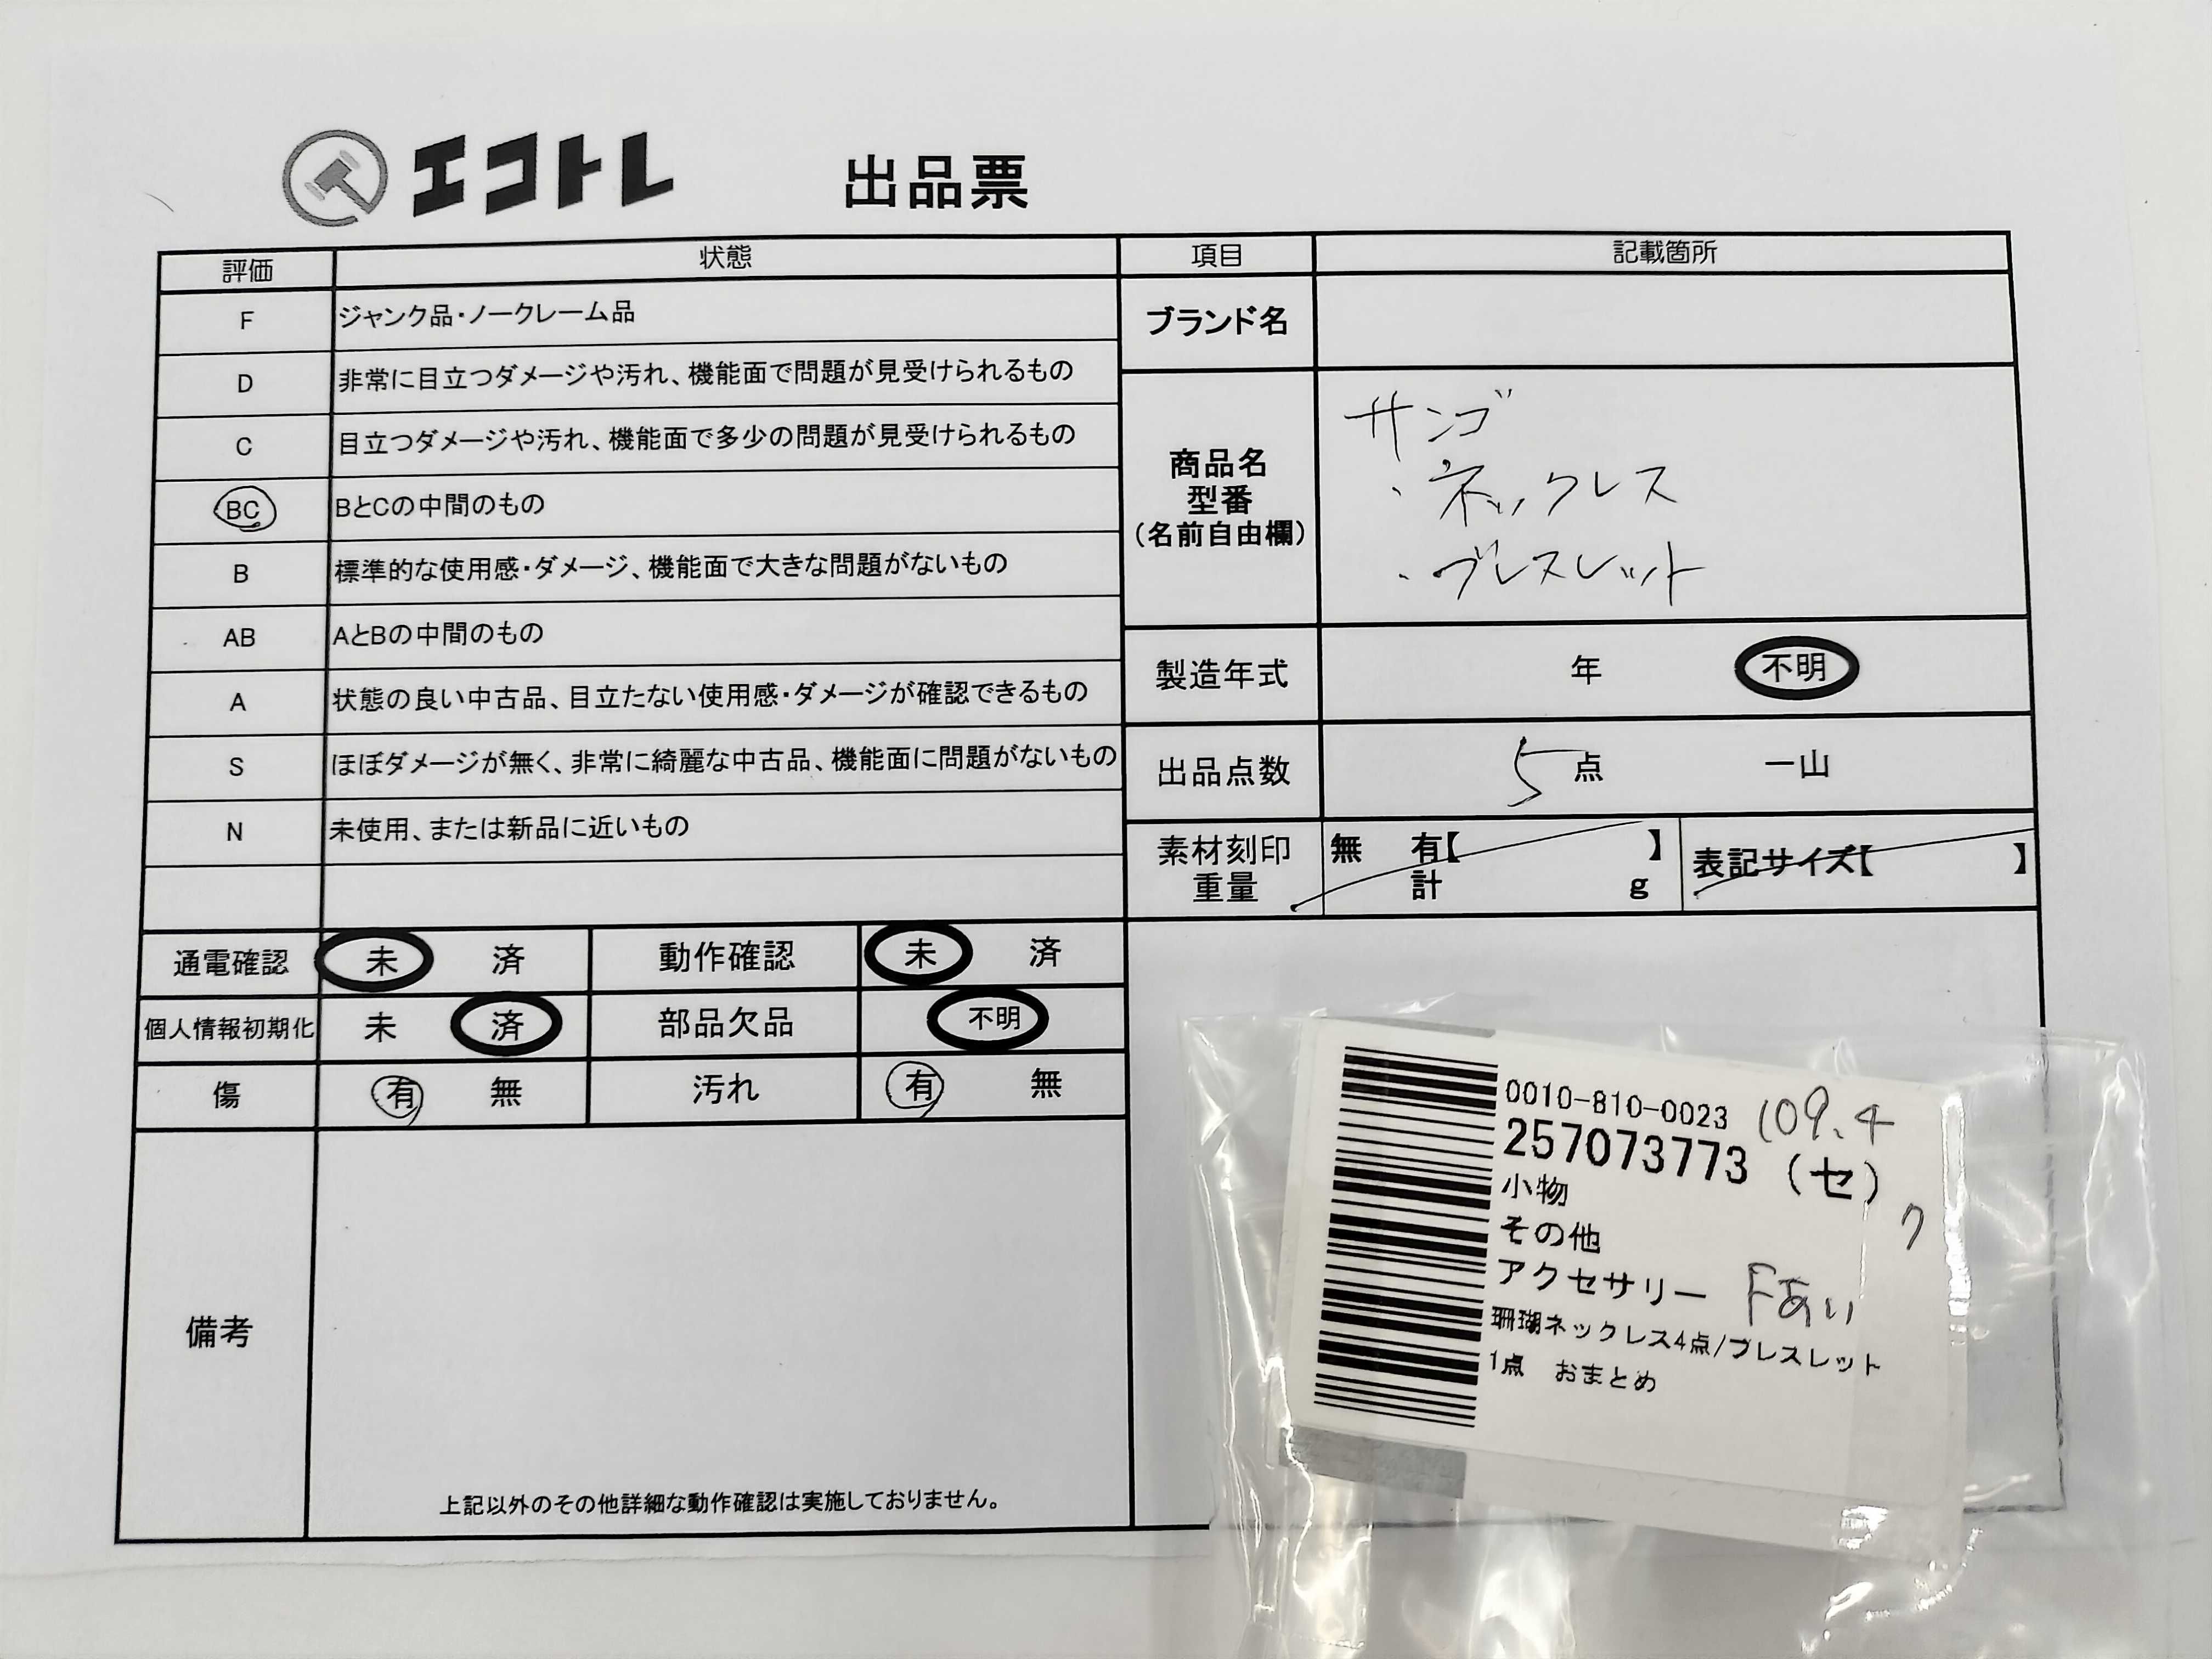 エコトレ 出品票
評価 状態
F ジャンク品・ノークレーム品
D 非常に目立つダメージや汚れ、機能面で問題が見受けられるもの
C 目立つダメージや汚れ、機能面で多少の問題が見受けられるもの
BC BとCの中間のもの
B 標準的な使用感・ダメージ、機能面で大きな問題がないもの
AB AとBの中間のもの
A 状態の良い中古品、目立たない使用感・ダメージが確認できるもの
S ほぼダメージが無く、非常に綺麗な中古品、機能面に問題がないもの
N 未使用、または新品に近いもの
通電確認 未 済 動作確認 未 済
個人情報初期化 未 済 部品欠品 不明
傷 有 無 汚れ 有 無
備考
上記以外のその他詳細な動作確認は実施しておりません。
項目 記載箇所
ブランド名
商品名
型番
(名前自由欄)
サンゴ
・ネックレス
・ブレスレット
製造年式 年 不明
出品点数 5点 一山
素材刻印 無 有【 】
重量 計 g
表記サイズ【 】
0010-810-0023 109.4
257073773 (セ)
ク
小物
その他
アクセサリー Fあい
珊瑚ネックレス4点/ブレスレット
1点 おまとめ